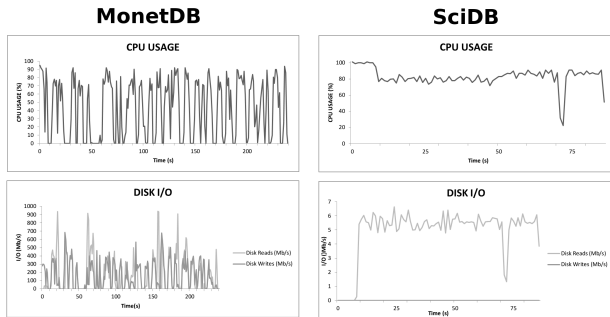 MonetDB
SciDB
CPU USAGE
CPU USAGE (%)
100
90
80
70
60
50
40
30
20
10
0
0 50 100 150 200
Time (s)
CPU USAGE
CPU USAGE (%)
120
100
80
60
40
20
0
0 25 50 75
Time (s)
DISK I/O
I/O (Mb/s)
1000
900
800
700
600
500
400
300
200
100
0
0 50 100 150 200
Time(s)
Disk Reads (Mb/s)
Disk Writes (Mb/s)
DISK I/O
I/O (Mb/s)
7
6
5
4
3
2
1
0
0 25 50 75
Time (s)
Disk Reads (Mb/s)
Disk Writes (Mb/s)